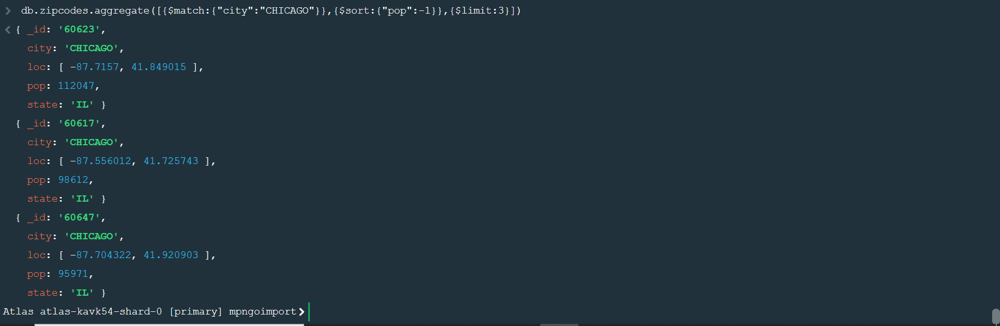 > db.zipcodes.aggregate([{$match:{"city":"CHICAGO"}},{$sort:{"pop":-1}},{$limit:3}])
< { _id: '60623',
city: 'CHICAGO',
loc: [ -87.7157, 41.849015 ],
pop: 112047,
state: 'IL' }
{ _id: '60617',
city: 'CHICAGO',
loc: [ -87.556012, 41.725743 ],
pop: 98612,
state: 'IL' }
{ _id: '60647',
city: 'CHICAGO',
loc: [ -87.704322, 41.920903 ],
pop: 95971,
state: 'IL' }
Atlas atlas-kavk54-shard-0 [primary] mpngoimport>